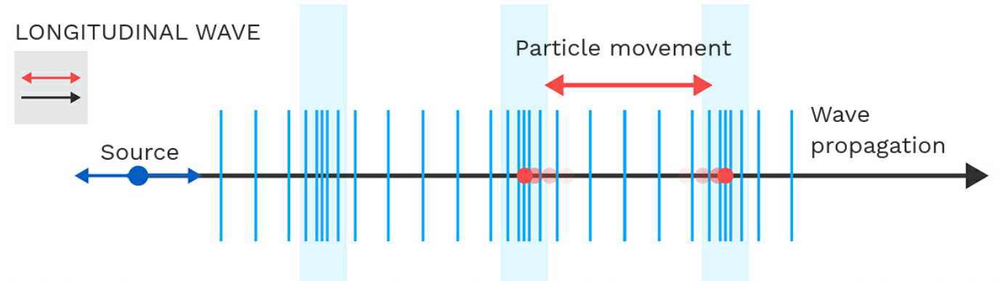 LONGITUDINAL WAVE
Particle movement
Wave
propagation
Source